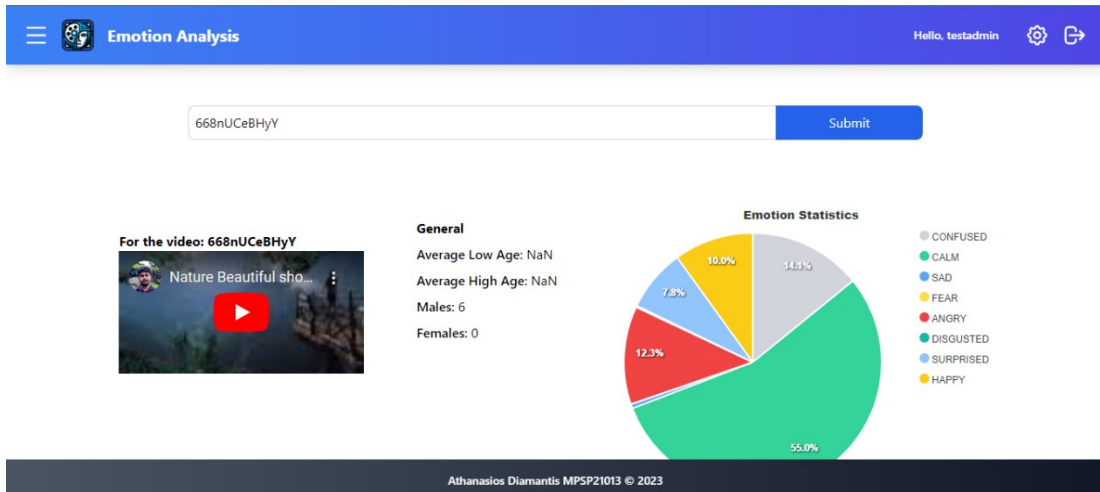 Emotion Analysis
Hello, testadmin
668nUCeBHyY
Submit
For the video: 668nUCeBHyY
Nature Beautiful sho...
General
Average Low Age: NaN
Average High Age: NaN
Males: 6
Females: 0
Emotion Statistics
10.0%
14.1%
7.8%
12.3%
55.0%
CONFUSED
CALM
SAD
FEAR
ANGRY
DISGUSTED
SURPRISED
HAPPY
Athanasios Diamantis MPSP21013 © 2023